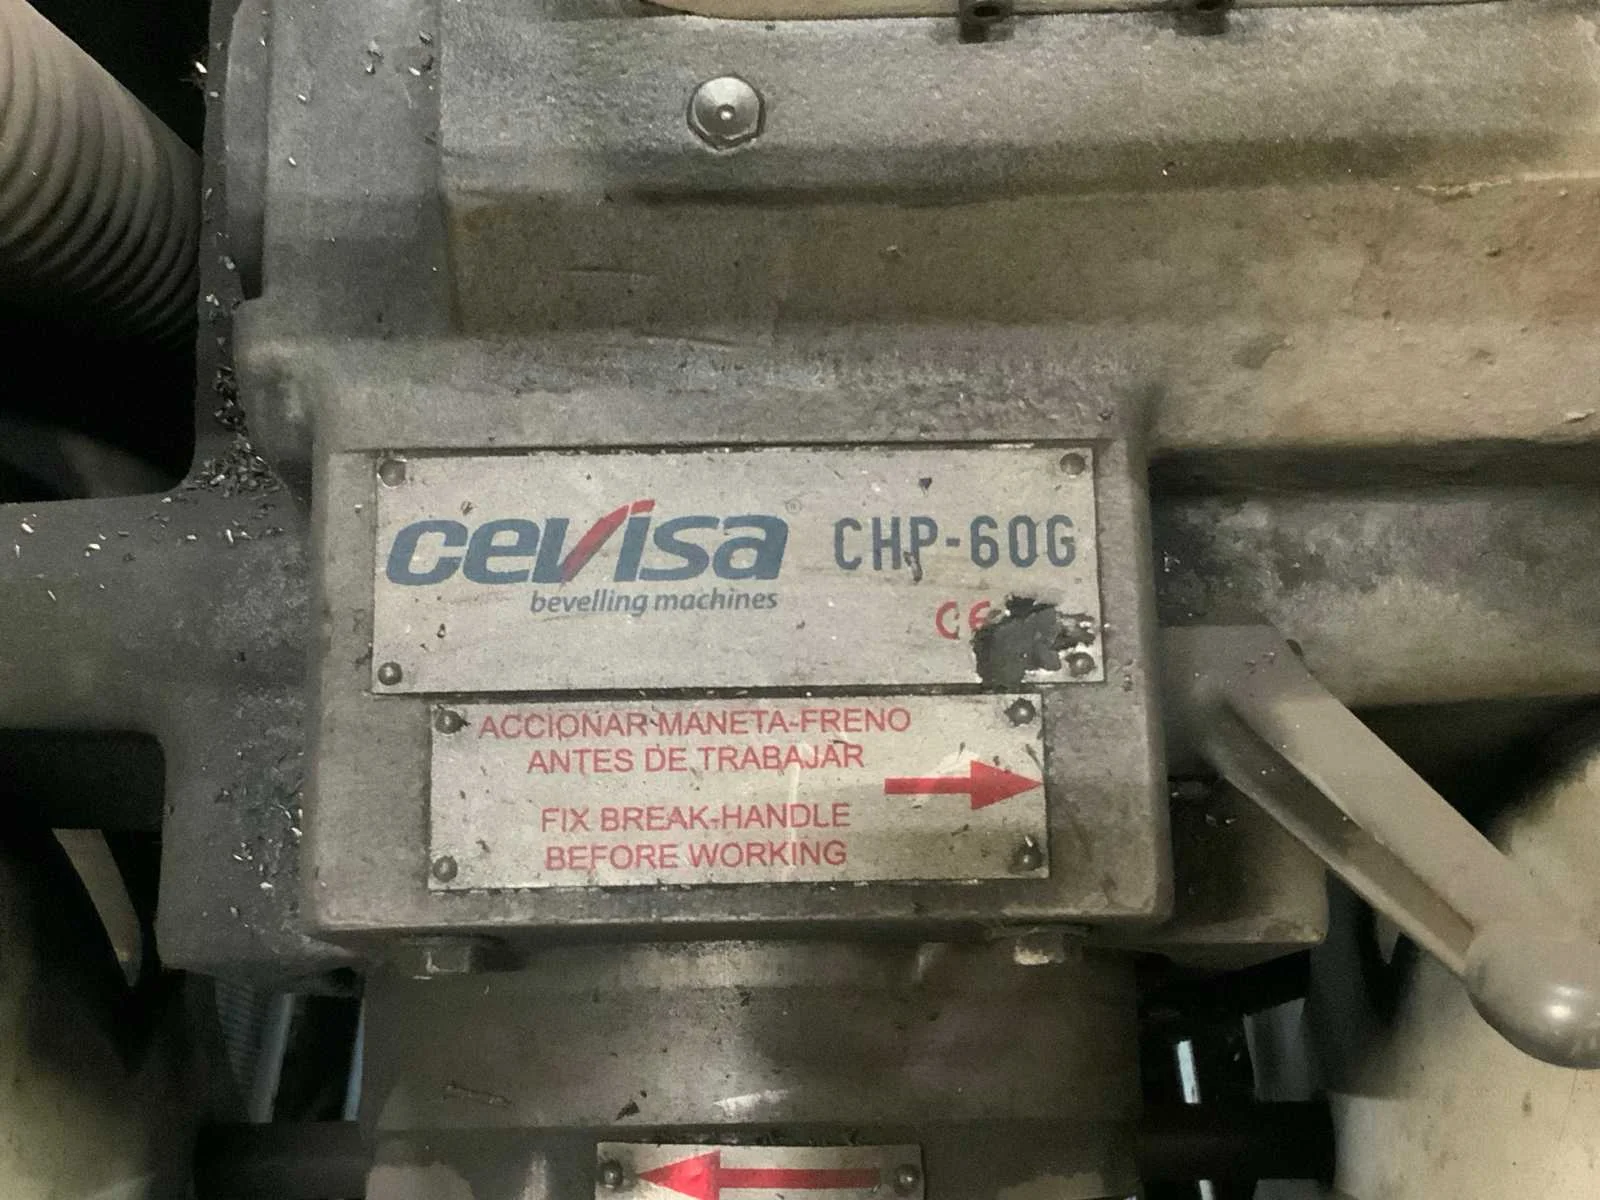 cevisa® CHP-60G
bevelling machines
CE
ACCIONAR MANETA-FRENO
ANTES DE TRABAJAR
FIX BREAK-HANDLE
BEFORE WORKING